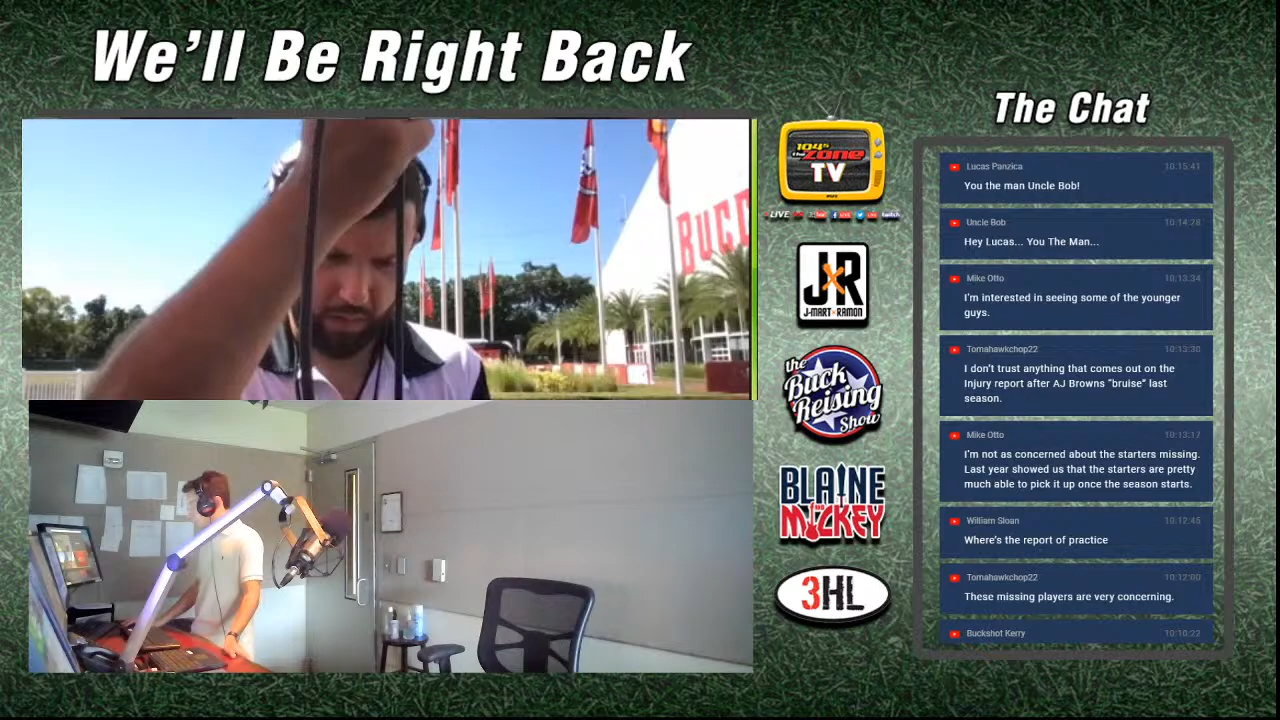 We'll Be Right Back
The Chat
BUCC
104.5
the zone
TV
LIVE
JXR
J-MART x RAMON
the
Buck
Reising
Show
BLAINE
AND
MICKEY
3HL
Lucas Panzica 10:15:41
You the man Uncle Bob!
Uncle Bob 10:14:28
Hey Lucas... You The Man...
Mike Otto 10:13:34
I'm interested in seeing some of the younger
guys.
Tomahawkchop22 10:13:30
I don't trust anything that comes out on the
Injury report after AJ Browns "bruise" last
season.
Mike Otto 10:13:17
I'm not as concerned about the starters missing.
Last year showed us that the starters are pretty
much able to pick it up once the season starts.
William Sloan 10:12:45
Where's the report of practice
Tomahawkchop22 10:12:00
These missing players are very concerning.
Buckshot Kerry 10:10:22